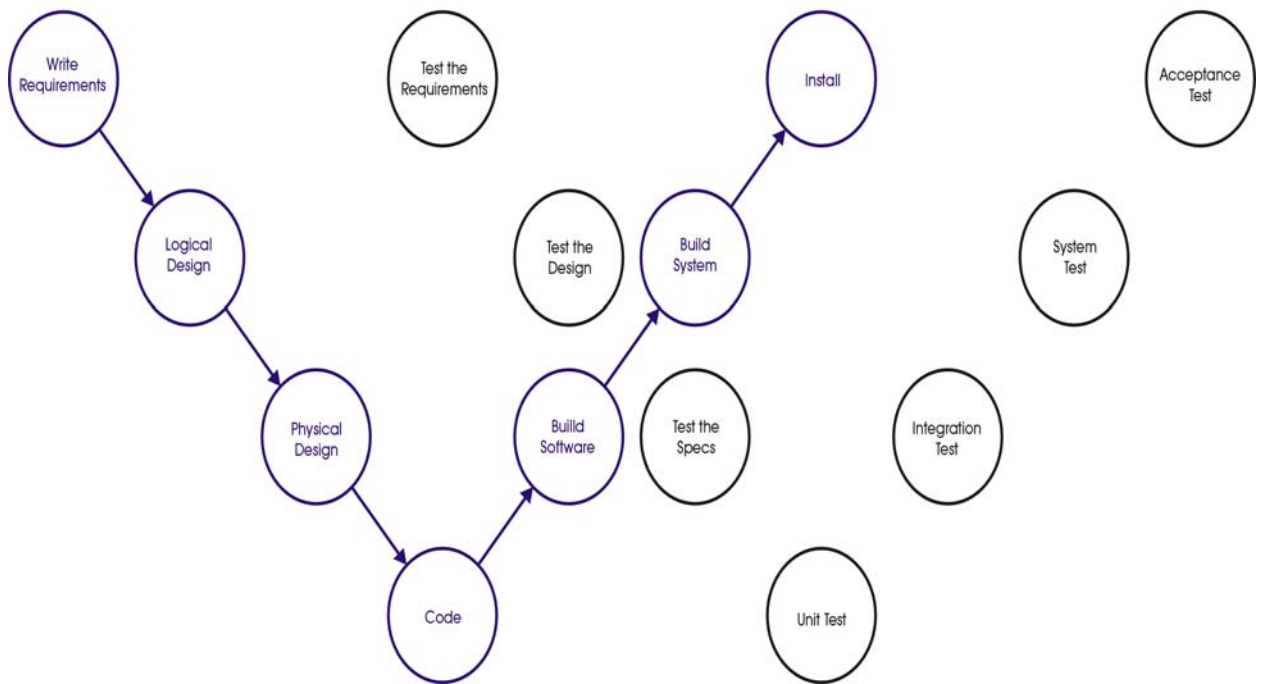 Write
Requirements
Test the
Requirements
Install
Acceptance
Test
Logical
Design
Test the
Design
Build
System
System
Test
Physical
Design
Builld
Software
Test the
Specs
Integration
Test
Code
Unit Test